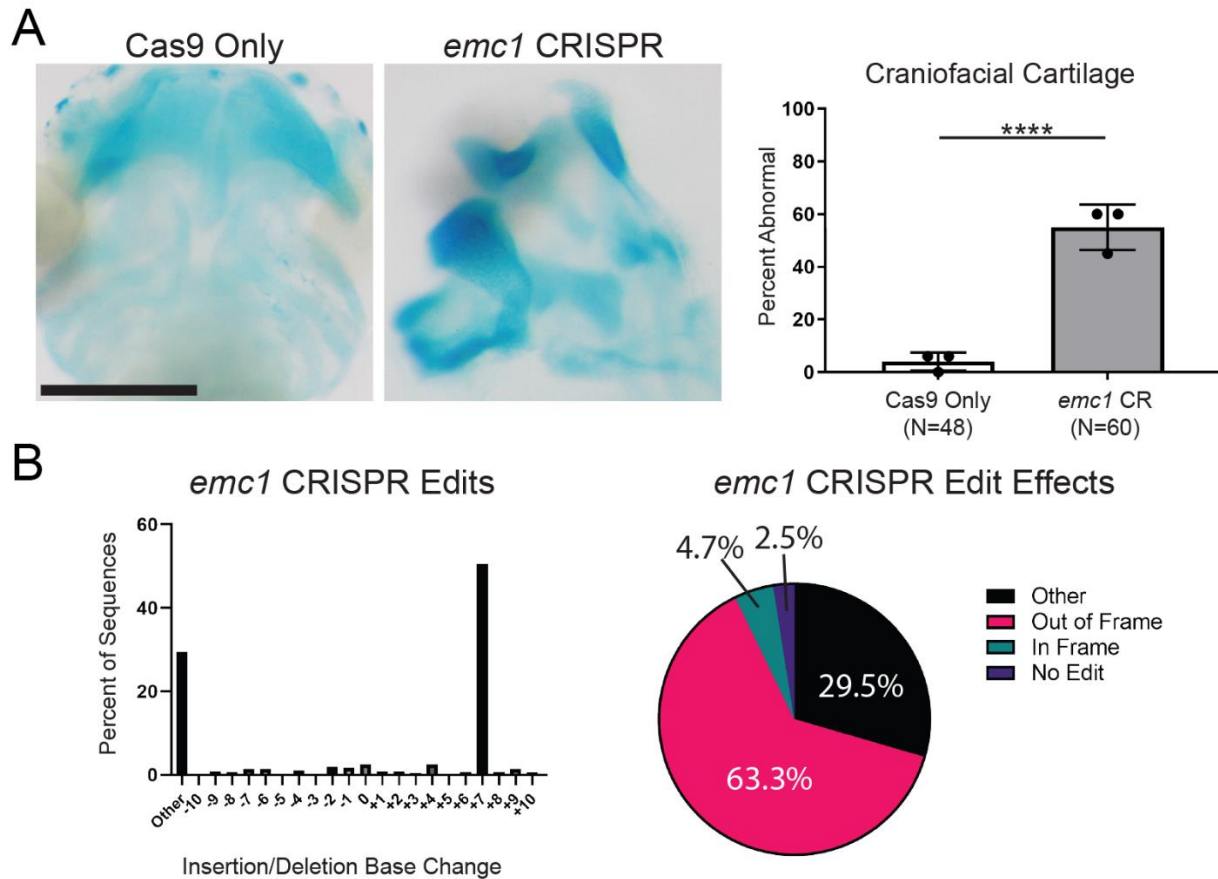 A
Cas9 Only
emc1 CRISPR
Craniofacial Cartilage
Percent Abnormal
100
80
60
40
20
0
****
Cas9 Only
(N=48)
emc1 CR
(N=60)
B
emc1 CRISPR Edits
Percent of Sequences
60
40
20
0
Other
-10
-9
-8
-7
-6
-5
-4
-3
-2
-1
0
+1
+2
+3
+4
+5
+6
+7
+8
+9
+10
Insertion/Deletion Base Change
emc1 CRISPR Edit Effects
4.7%
2.5%
29.5%
63.3%
Other
Out of Frame
In Frame
No Edit